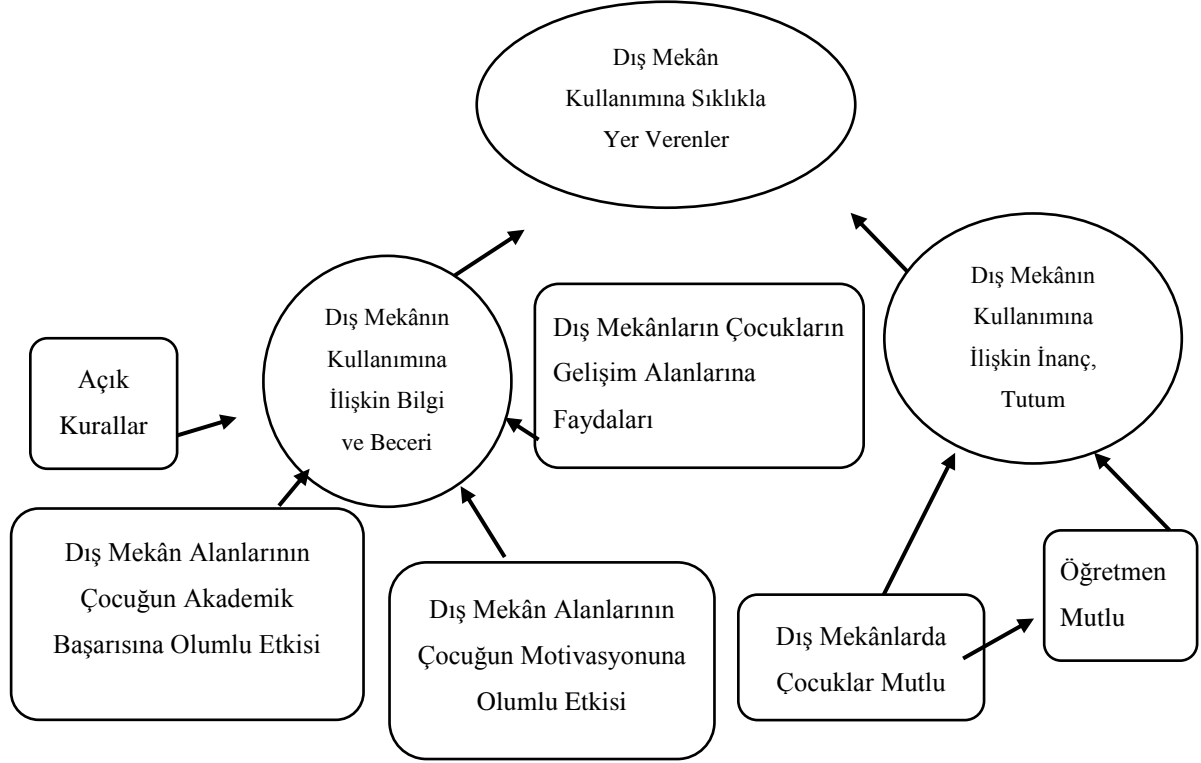 Dış Mekân
Kullanımına Sıklıkla
Yer Verenler
Dış Mekânın
Kullanımına
İlişkin Bilgi
ve Beceri
Dış Mekânın
Kullanımına
İlişkin İnanç,
Tutum
Açık
Kurallar
Dış Mekânların Çocukların
Gelişim Alanlarına
Faydaları
Dış Mekân Alanlarının
Çocuğun Akademik
Başarısına Olumlu Etkisi
Dış Mekân Alanlarının
Çocuğun Motivasyonuna
Olumlu Etkisi
Dış Mekânlarda
Çocuklar Mutlu
Öğretmen
Mutlu